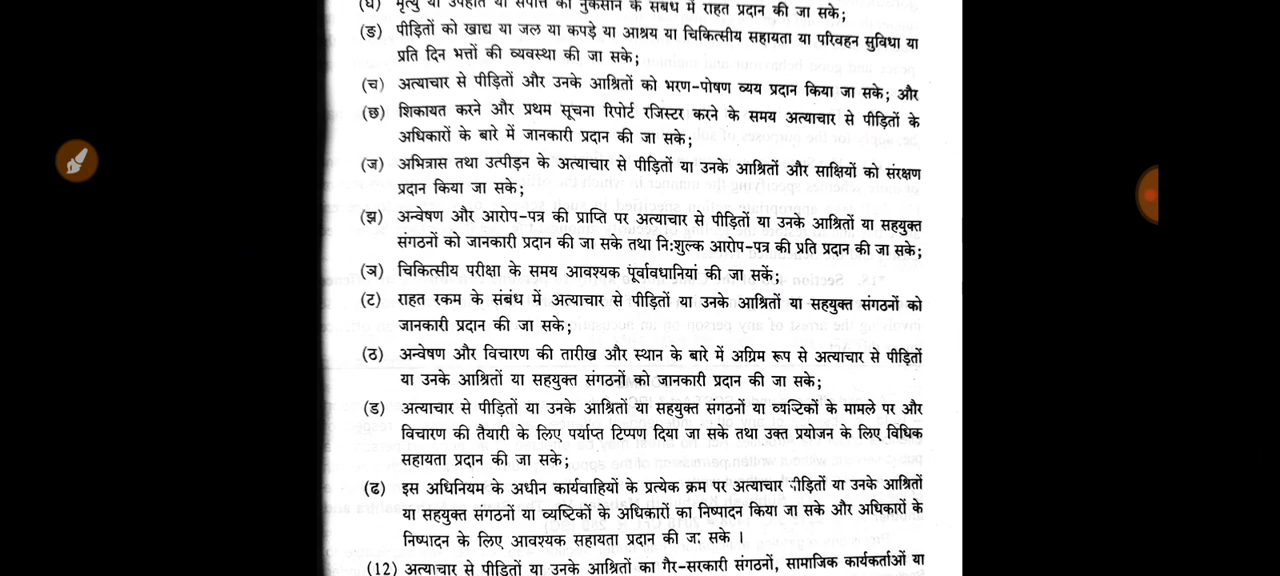 (घ) मृत्यु या उपहति या संपत्ति को नुकसान के संबंध में राहत प्रदान की जा सके;
(ङ) पीड़ितों को खाद्य या जल या कपड़े या आश्रय या चिकित्सीय सहायता या परिवहन सुविधा या
प्रति दिन भत्तों की व्यवस्था की जा सके;
(च) अत्याचार से पीड़ितों और उनके आश्रितों को भरण-पोषण व्यय प्रदान किया जा सके; और
(छ) शिकायत करने और प्रथम सूचना रिपोर्ट रजिस्टर करने के समय अत्याचार से पीड़ितों के
अधिकारों के बारे में जानकारी प्रदान की जा सके;
(ज) अभित्रास तथा उत्पीड़न के अत्याचार से पीड़ितों या उनके आश्रितों और साक्षियों को संरक्षण
प्रदान किया जा सके;
(झ) अन्वेषण और आरोप-पत्र की प्राप्ति पर अत्याचार से पीड़ितों या उनके आश्रितों या सहयुक्त
संगठनों को जानकारी प्रदान की जा सके तथा नि:शुल्क आरोप-पत्र की प्रति प्रदान की जा सके;
(ञ) चिकित्सीय परीक्षा के समय आवश्यक पूर्वावधानियां की जा सकें;
(ट) राहत रकम के संबंध में अत्याचार से पीड़ितों या उनके आश्रितों या सहयुक्त संगठनों को
जानकारी प्रदान की जा सके;
(ठ) अन्वेषण और विचारण की तारीख और स्थान के बारे में अग्रिम रूप से अत्याचार से पीड़ितों
या उनके आश्रितों या सहयुक्त संगठनों को जानकारी प्रदान की जा सके;
(ड) अत्याचार से पीड़ितों या उनके आश्रितों या सहयुक्त संगठनों या व्यष्टिकों के मामले पर और
विचारण की तैयारी के लिए पर्याप्त टिप्पण दिया जा सके तथा उक्त प्रयोजन के लिए विधिक
सहायता प्रदान की जा सके;
(ढ) इस अधिनियम के अधीन कार्यवाहियों के प्रत्येक क्रम पर अत्याचार पीड़ितों या उनके आश्रितों
या सहयुक्त संगठनों या व्यष्टिकों के अधिकारों का निष्पादन किया जा सके और अधिकारों के
निष्पादन के लिए आवश्यक सहायता प्रदान की जा सके ।
(12) अत्याचार से पीड़ितों या उनके आश्रितों का गैर-सरकारी संगठनों, सामाजिक कार्यकर्ताओं या